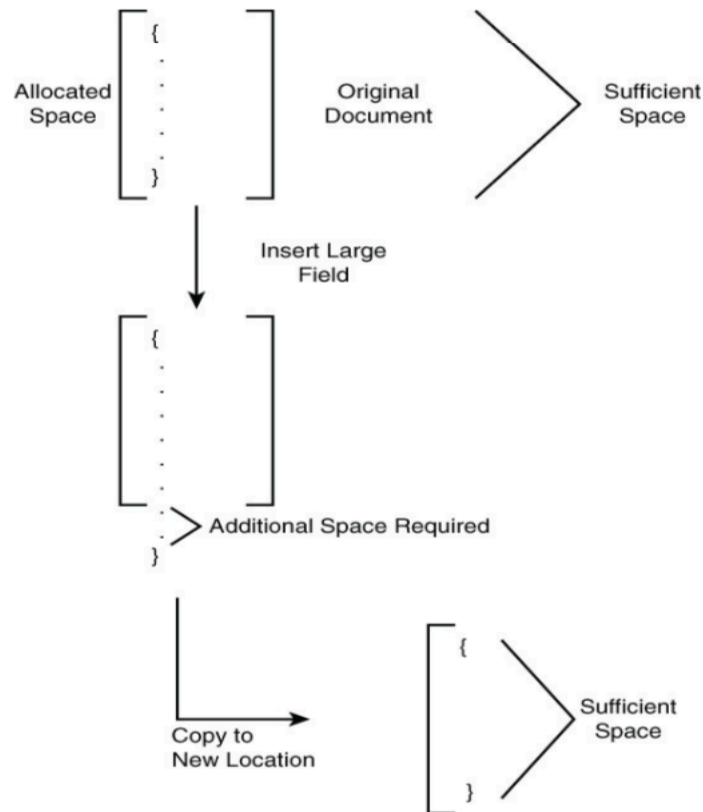 {
.
.
.
.
.
}
Allocated
Space
Original
Document
Sufficient
Space
Insert Large
Field
{
.
.
.
.
.
.
.
.
}
Additional Space Required
Copy to
New Location
{
}
Sufficient
Space